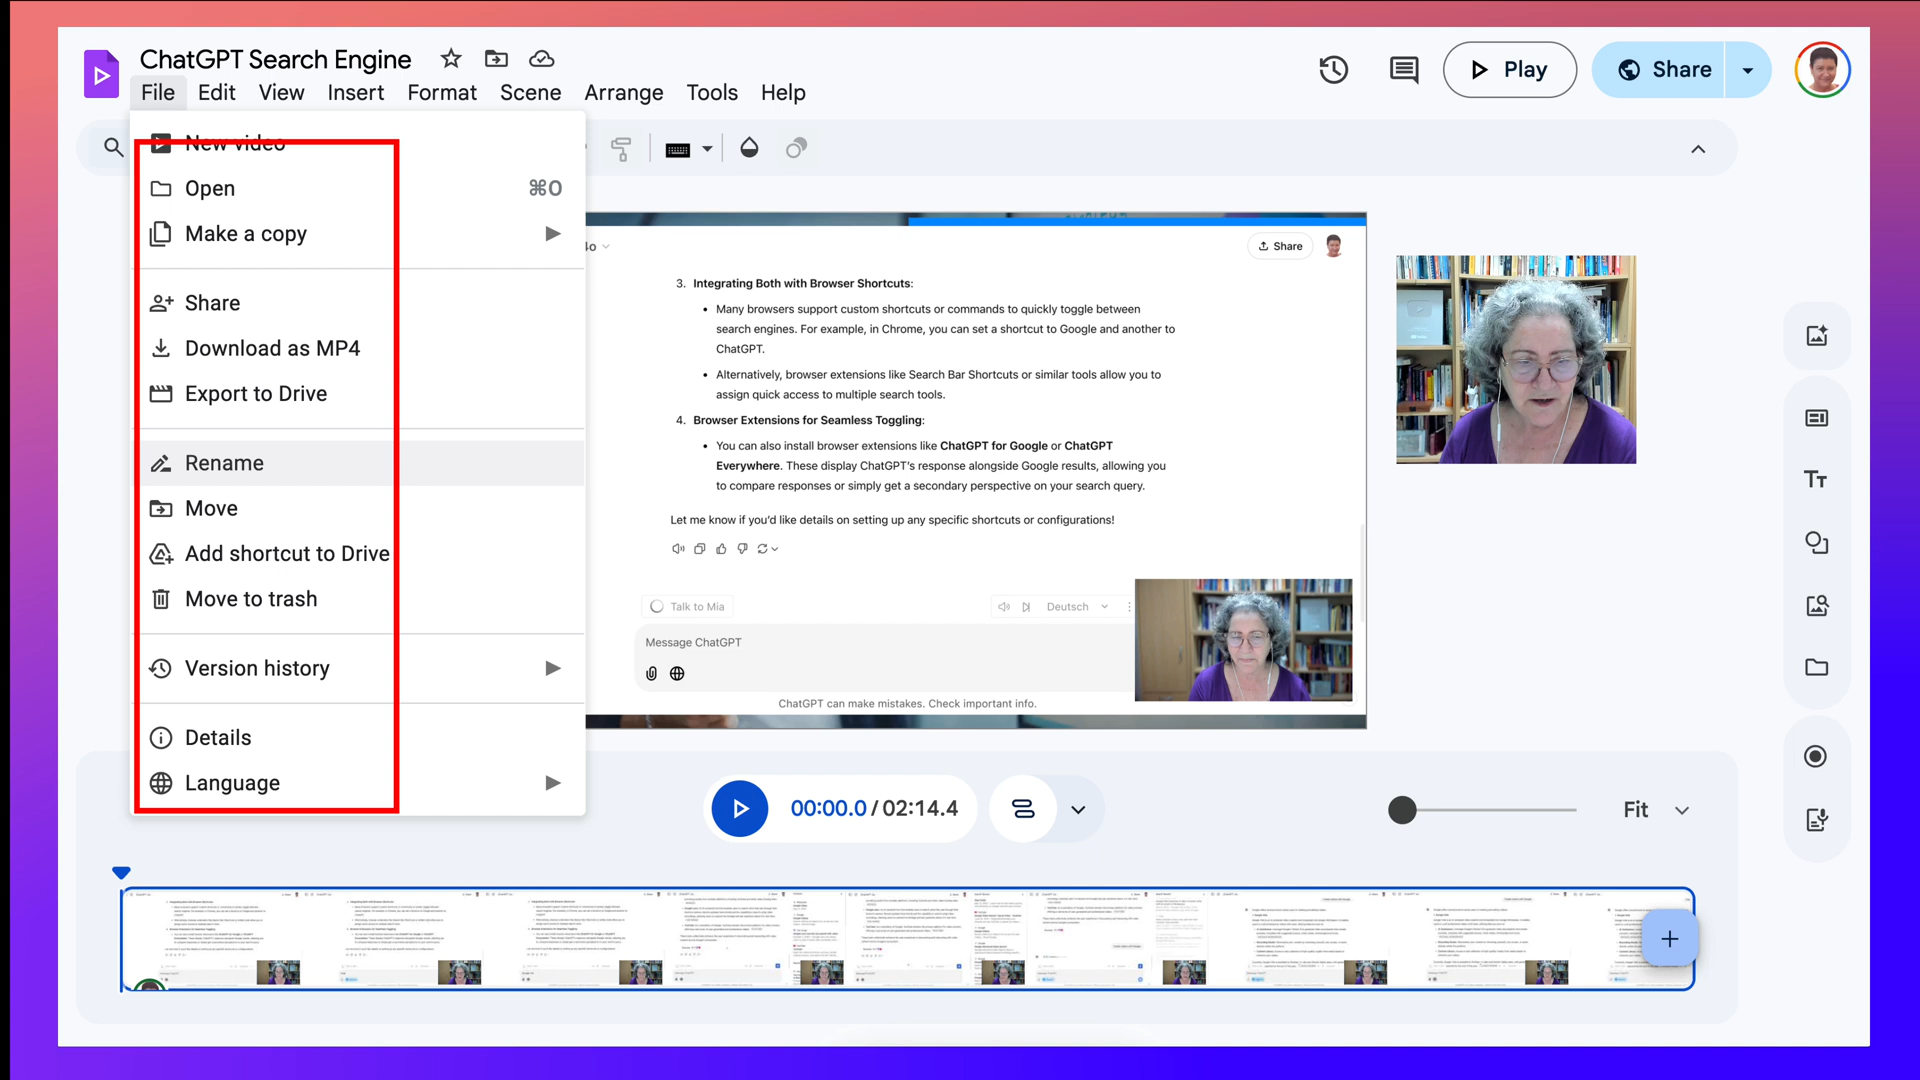 ChatGPT Search Engine
File Edit View Insert Format Scene Arrange Tools Help
Play
Share
New video
Open ⌘O
Make a copy
Share
Download as MP4
Export to Drive
Rename
Move
Add shortcut to Drive
Move to trash
Version history
Details
Language
Share
3. Integrating Both with Browser Shortcuts:
• Many browsers support custom shortcuts or commands to quickly toggle between
search engines. For example, in Chrome, you can set a shortcut to Google and another to
ChatGPT.
• Alternatively, browser extensions like Search Bar Shortcuts or similar tools allow you to
assign quick access to multiple search tools.
4. Browser Extensions for Seamless Toggling:
• You can also install browser extensions like ChatGPT for Google or ChatGPT
Everywhere. These display ChatGPT's response alongside Google results, allowing you
to compare responses or simply get a secondary perspective on your search query.
Let me know if you'd like details on setting up any specific shortcuts or configurations!
Talk to Mia
Deutsch
Message ChatGPT
ChatGPT can make mistakes. Check important info.
00:00.0 / 02:14.4
Fit